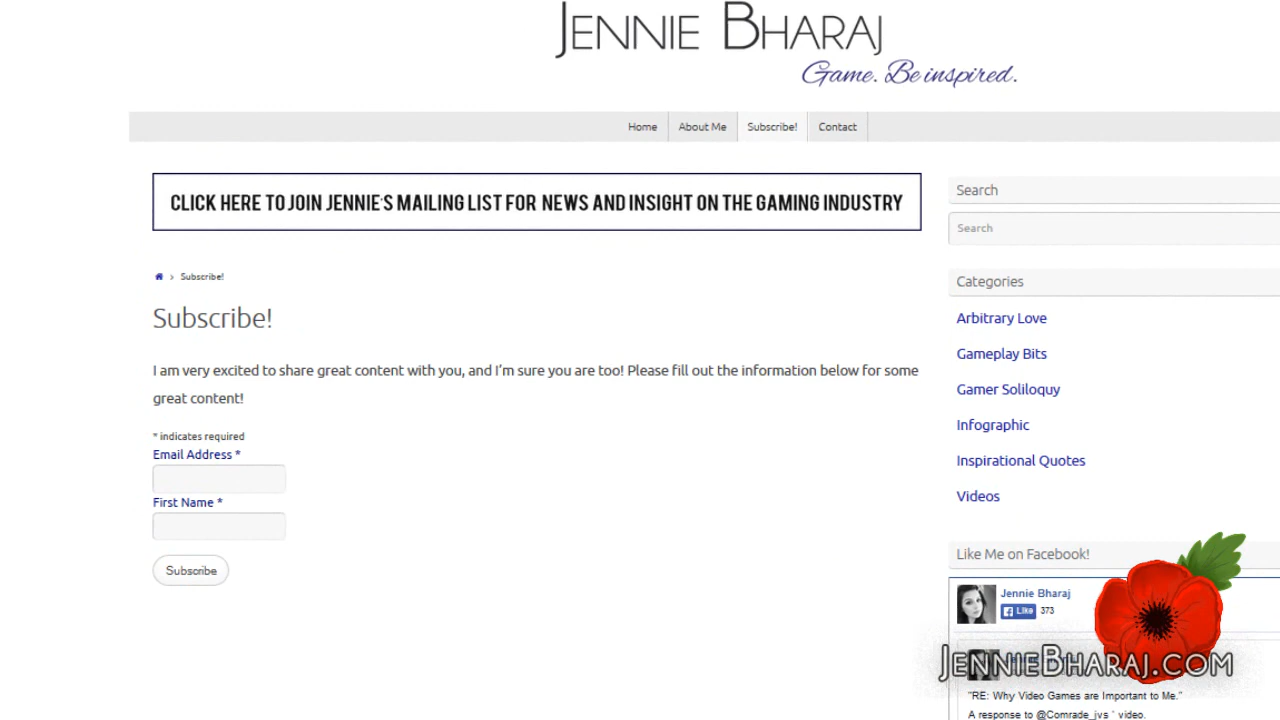 JENNIE BHARAJ
Game. Be inspired.
Home About Me Subscribe! Contact
CLICK HERE TO JOIN JENNIE'S MAILING LIST FOR NEWS AND INSIGHT ON THE GAMING INDUSTRY
Search
Search
> Subscribe!
Subscribe!
I am very excited to share great content with you, and I'm sure you are too! Please fill out the information below for some
great content!
* indicates required
Email Address *
First Name *
Subscribe
Categories
Arbitrary Love
Gameplay Bits
Gamer Soliloquy
Infographic
Inspirational Quotes
Videos
Like Me on Facebook!
Jennie Bharaj
Like 373
JENNIEBHARAJ.COM
"RE: Why Video Games are Important to Me."
A response to @Comrade_jvs ' video.